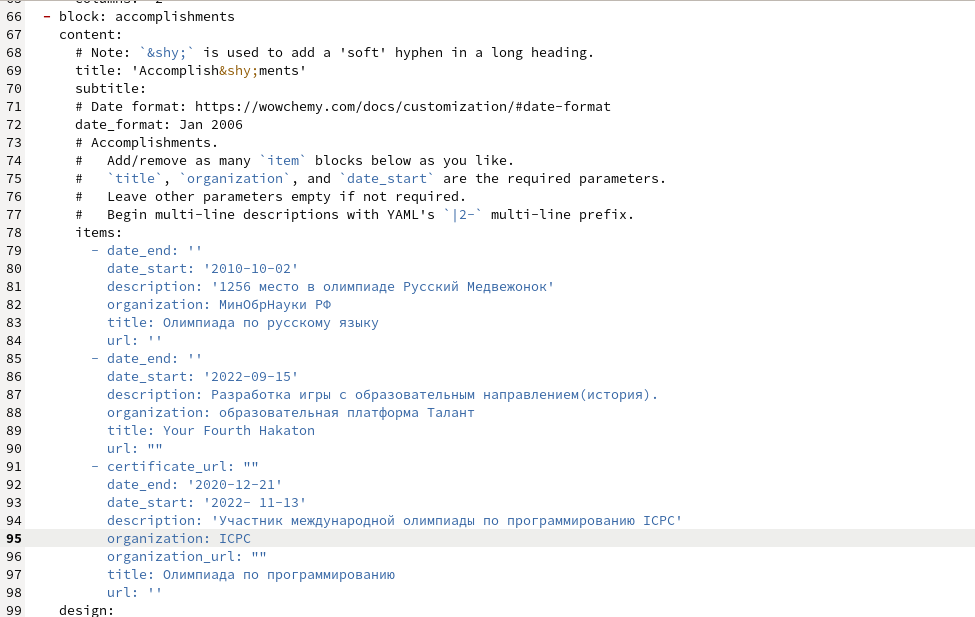 66 - block: accomplishments
67 content:
68 # Note: `&shy;` is used to add a 'soft' hyphen in a long heading.
69 title: 'Accomplish&shy;ments'
70 subtitle:
71 # Date format: https://wowchemy.com/docs/customization/#date-format
72 date_format: Jan 2006
73 # Accomplishments.
74 #   Add/remove as many `item` blocks below as you like.
75 #   `title`, `organization`, and `date_start` are the required parameters.
76 #   Leave other parameters empty if not required.
77 #   Begin multi-line descriptions with YAML's `|2-` multi-line prefix.
78 items:
79 - date_end: ''
80 date_start: '2010-10-02'
81 description: '1256 место в олимпиаде Русский Медвежонок'
82 organization: МинОбрНауки РФ
83 title: Олимпиада по русскому языку
84 url: ''
85 - date_end: ''
86 date_start: '2022-09-15'
87 description: Разработка игры с образовательным направлением(история).
88 organization: образовательная платформа Талант
89 title: Your Fourth Hakaton
90 url: ""
91 - certificate_url: ""
92 date_end: '2020-12-21'
93 date_start: '2022- 11-13'
94 description: 'Участник международной олимпиады по программированию ICPC'
95 organization: ICPC
96 organization_url: ""
97 title: Олимпиада по программированию
98 url: ''
99 design: